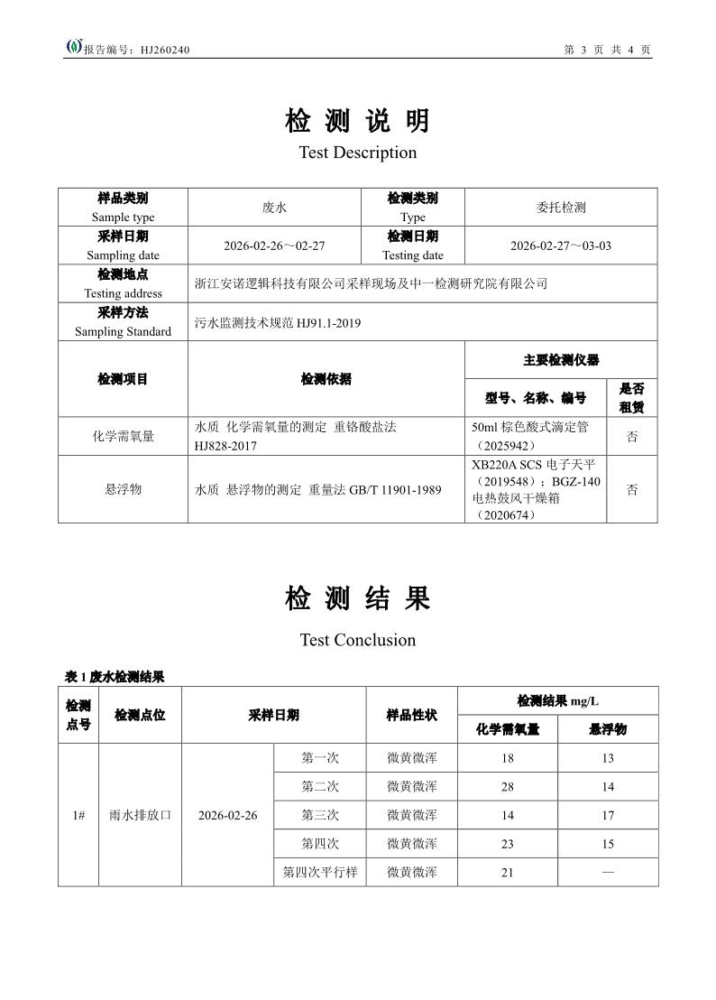 报告编号：HJ260240
第 3 页 共 4 页
检 测 说 明
Test Description
样品类别
Sample type
废水
检测类别
Type
委托检测
采样日期
Sampling date
2026-02-26～02-27
检测日期
Testing date
2026-02-27～03-03
检测地点
Testing address
浙江安诺逻辑科技有限公司采样现场及中一检测研究院有限公司
采样方法
Sampling Standard
污水监测技术规范 HJ91.1-2019
检测项目
检测依据
主要检测仪器
型号、名称、编号
是否
租赁
化学需氧量
水质 化学需氧量的测定 重铬酸盐法
HJ828-2017
50ml 棕色酸式滴定管
（2025942）
否
悬浮物
水质 悬浮物的测定 重量法 GB/T 11901-1989
XB220A SCS 电子天平
（2019548）；BGZ-140
电热鼓风干燥箱
（2020674）
否
检 测 结 果
Test Conclusion
表 1 废水检测结果
检测
点号
检测点位
采样日期
样品性状
检测结果 mg/L
化学需氧量
悬浮物
1#
雨水排放口
2026-02-26
第一次
微黄微浑
18
13
第二次
微黄微浑
28
14
第三次
微黄微浑
14
17
第四次
微黄微浑
23
15
第四次平行样
微黄微浑
21
—